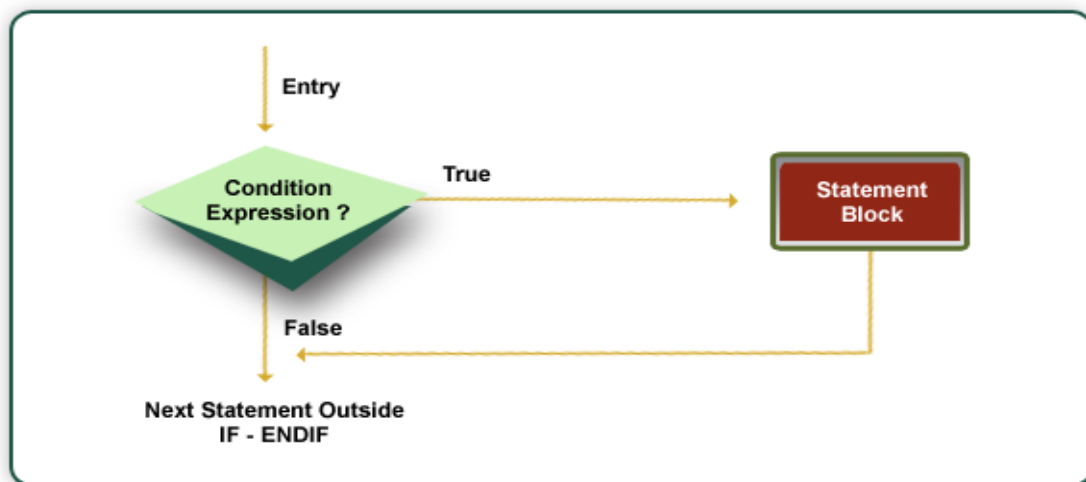 Entry
Condition
Expression ?
True
Statement
Block
False
Next Statement Outside
IF - ENDIF